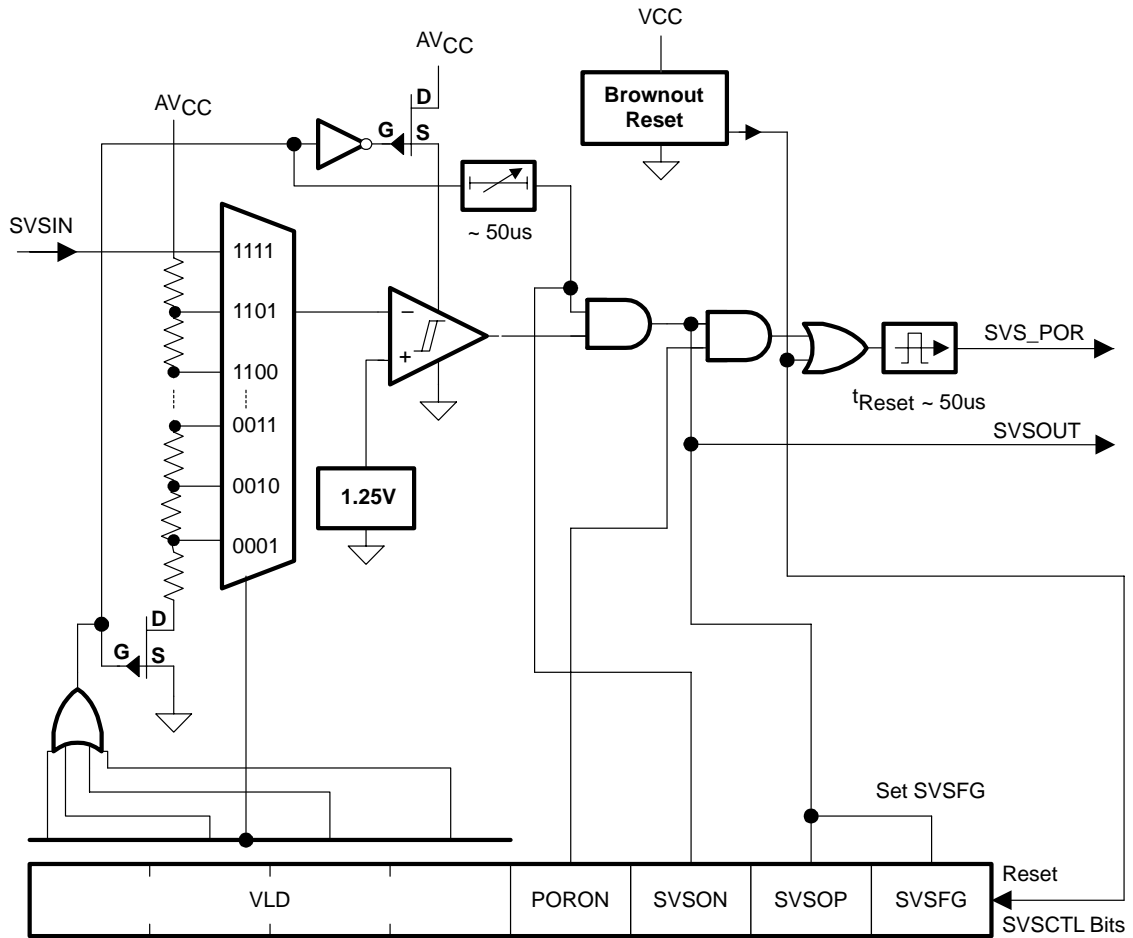 VCC
AVCC
Brownout
Reset
AVCC
D
G S
SVSIN
~ 50us
1111
1101
−
+
1100
0011
0010
0001
1.25V
SVS_POR
tReset ~ 50us
SVSOUT
D
G S
Set SVSFG
VLD
PORON
SVSON
SVSOP
SVSFG
Reset
SVSCTL Bits